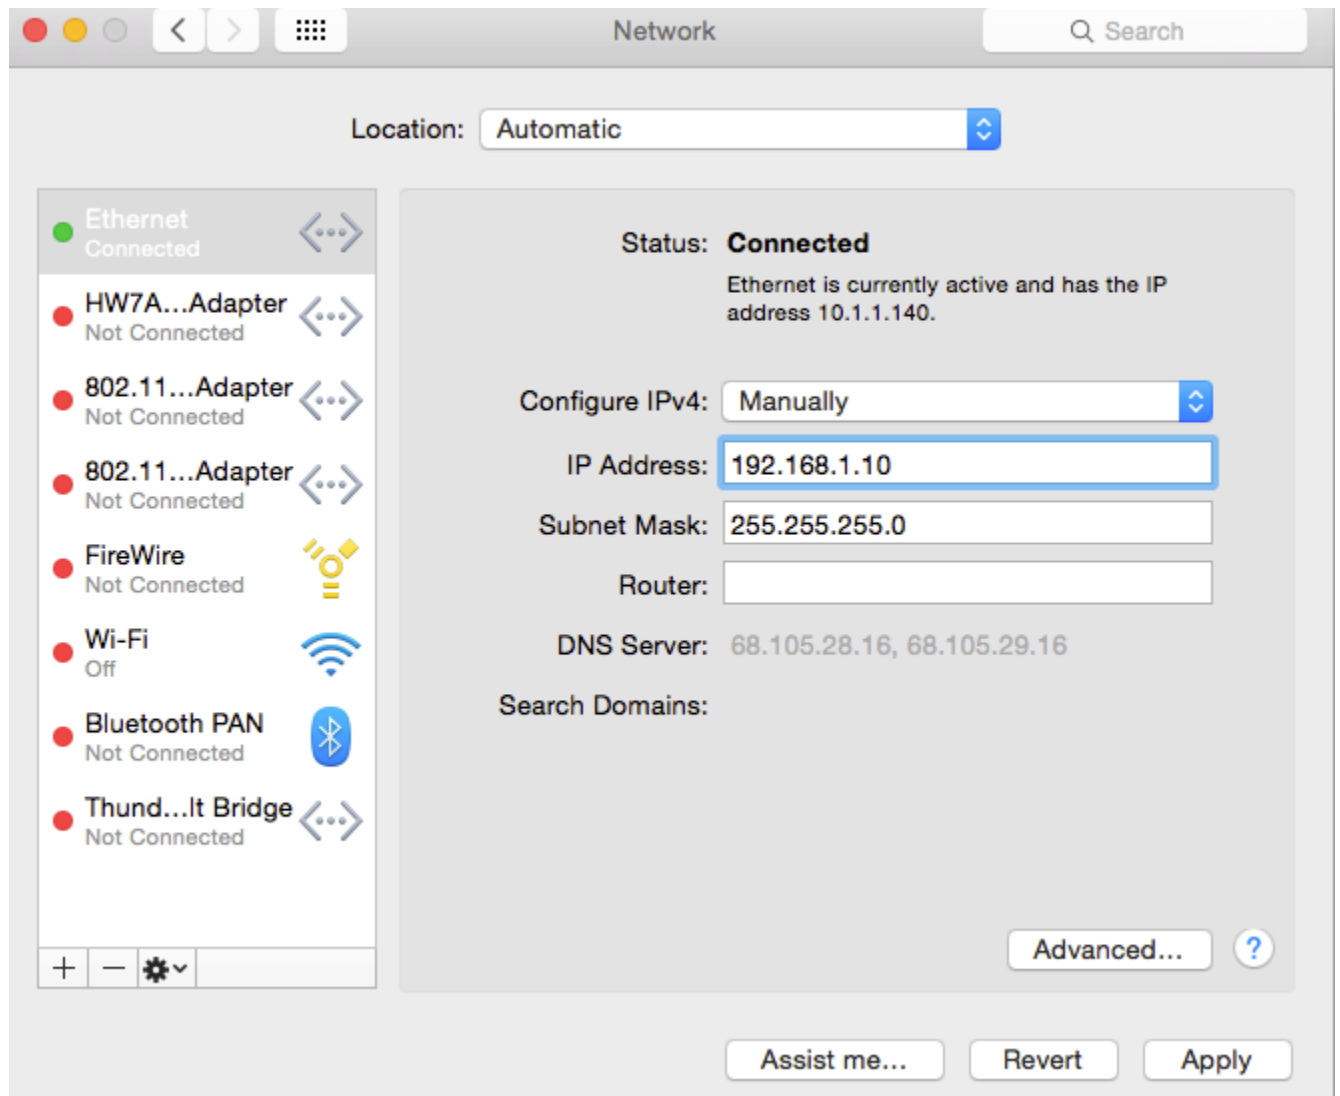 Network
Search
Location: Automatic
Ethernet
Connected
HW7A...Adapter
Not Connected
802.11...Adapter
Not Connected
802.11...Adapter
Not Connected
FireWire
Not Connected
Wi-Fi
Off
Bluetooth PAN
Not Connected
Thund...lt Bridge
Not Connected
Status: Connected
Ethernet is currently active and has the IP
address 10.1.1.140.
Configure IPv4: Manually
IP Address: 192.168.1.10
Subnet Mask: 255.255.255.0
Router:
DNS Server: 68.105.28.16, 68.105.29.16
Search Domains:
Advanced... ?
Assist me... Revert Apply